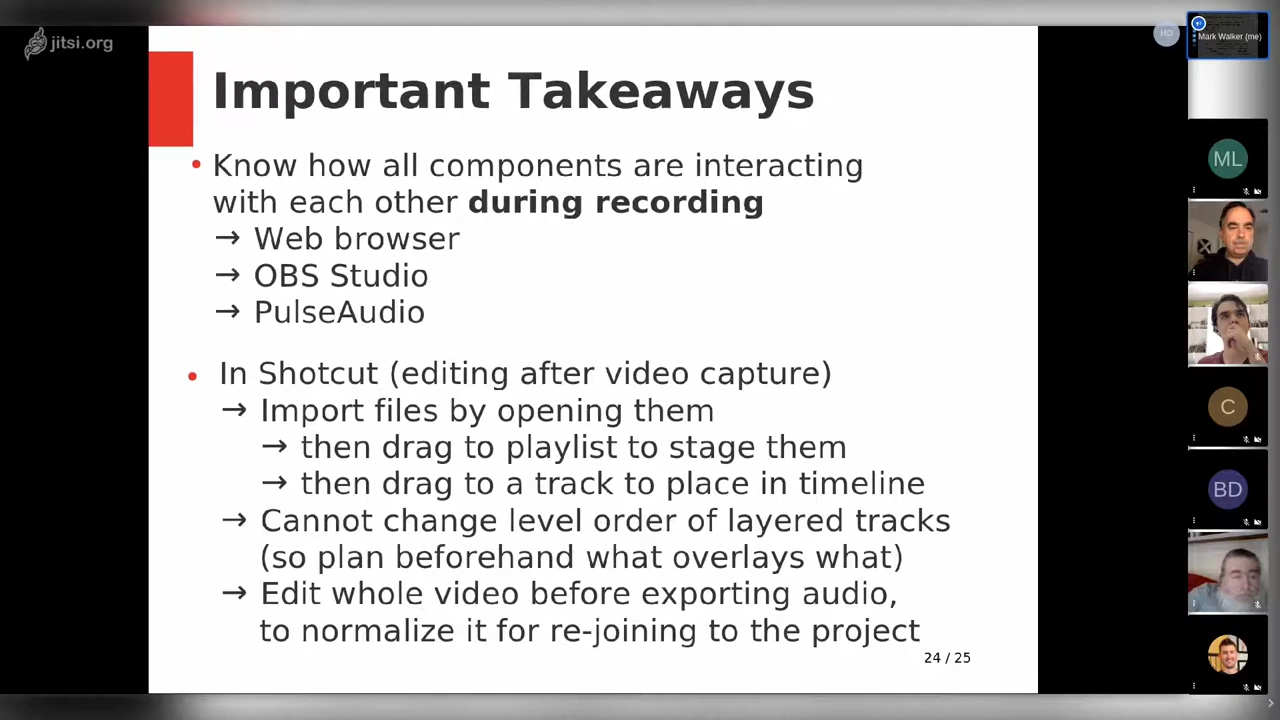 jitsi.org
HD
Mark Walker (me)
Important Takeaways
• Know how all components are interacting
with each other during recording
→ Web browser
→ OBS Studio
→ PulseAudio
• In Shotcut (editing after video capture)
→ Import files by opening them
→ then drag to playlist to stage them
→ then drag to a track to place in timeline
→ Cannot change level order of layered tracks
(so plan beforehand what overlays what)
→ Edit whole video before exporting audio,
to normalize it for re-joining to the project
24 / 25
ML
C
BD